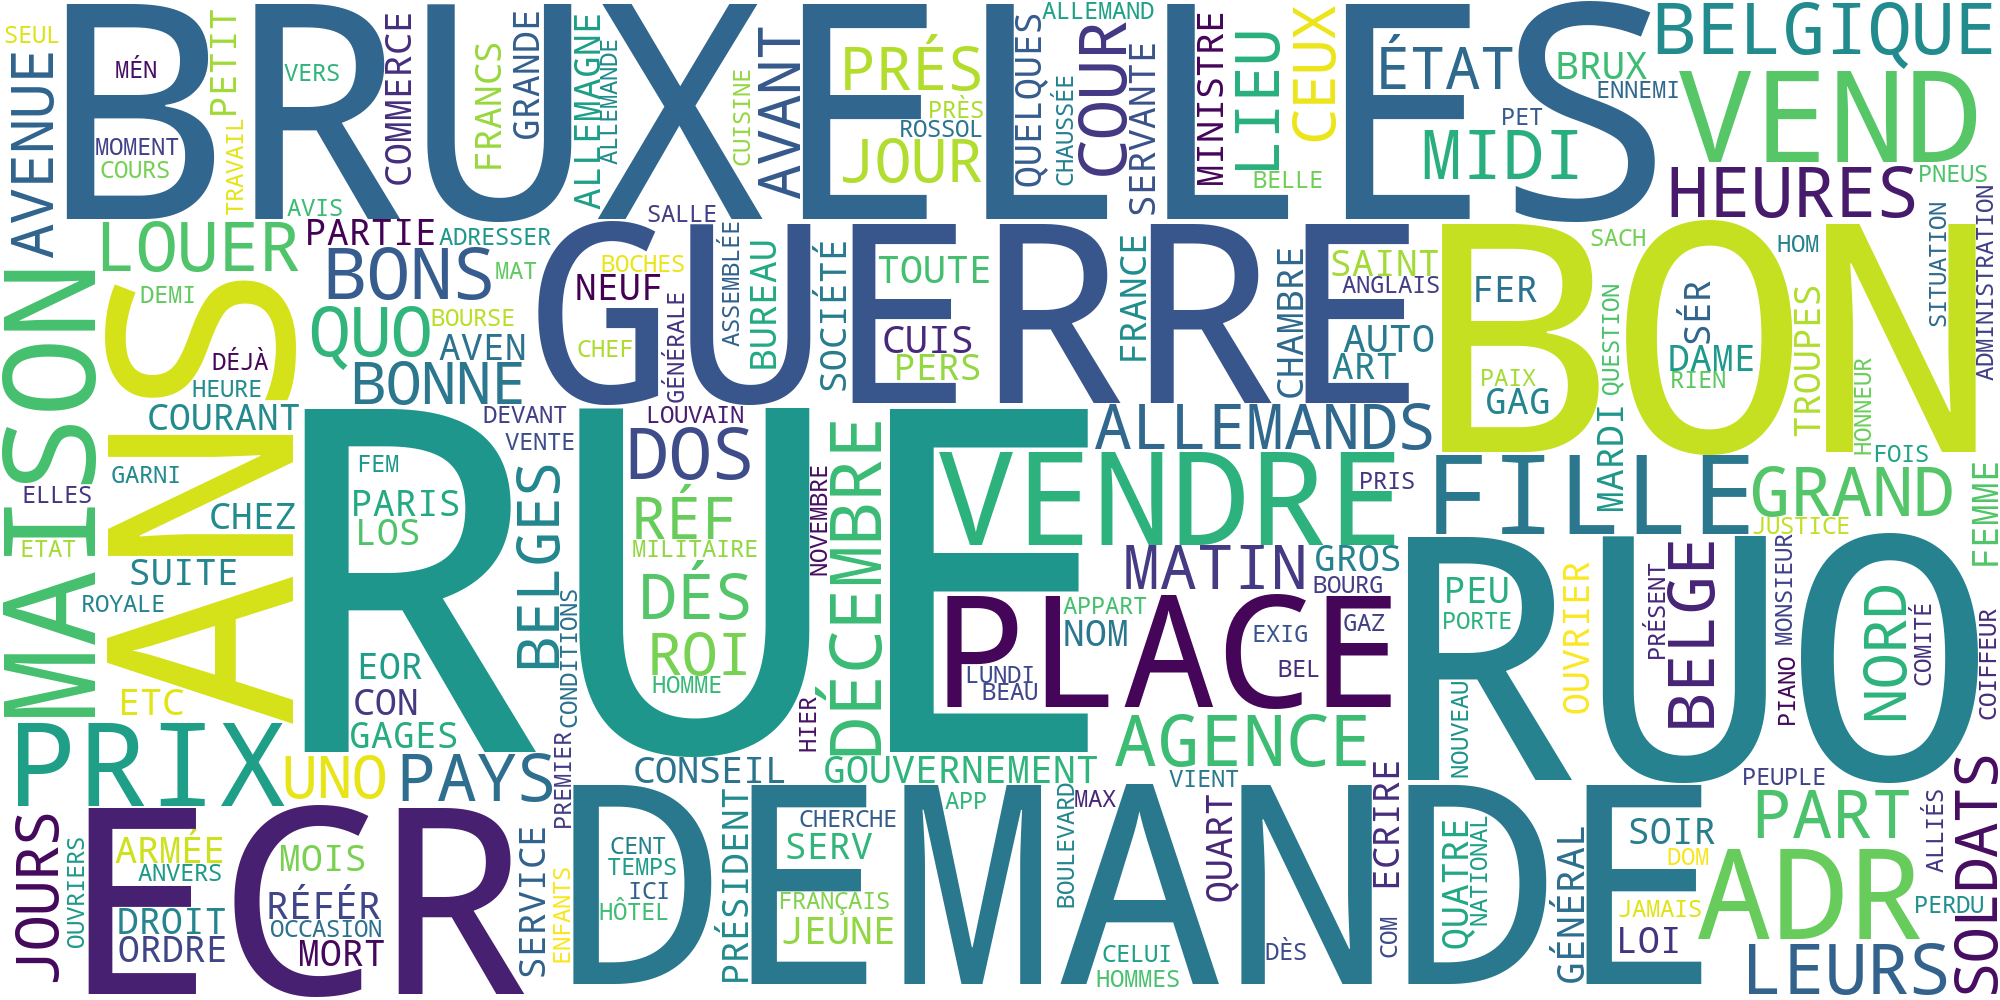 BRUXELLES
RUE
GUERRE
BON
RUO
DEMANDE
ECR
ANS
PLACE
VENDRE
MAISON
VEND
FILLE
ADR
PRIX
DÉCEMBRE
BELGIQUE
HEURES
MIDI
ÉTAT
PRÉS
JOUR
LIEU
CEUX
COUR
AVANT
AVENUE
LOUER
BONS
QUO
BONNE
ALLEMANDS
GRAND
BELGE
BELGES
DOS
RÉF
DÉS
ROI
MATIN
AGENCE
NORD
PART
LEURS
SOLDATS
JOURS
PAYS
UNO
SEUL
MÉN
VERS
PETIT
MOMENT
COURS
TRAVAIL
COMMERCE
FRANCS
GRANDE
ALLEMAGNE
ALLEMANDE
CUISINE
AVIS
PARTIE
ADRESSER
SALLE
PRÈS
ROSSOL
QUELQUES
ALLEMAND
CHAUSSÉE
SERVANTE
MINISTRE
BELLE
BRUX
ENNEMI
PET
PNEUS
SITUATION
ADMINISTRATION
DEMI
DÉJÀ
HEURE
COURANT
MAT
BOURSE
AVEN
BOCHES
NEUF
CHEF
GÉNÉRALE
ASSEMBLÉE
BUREAU
SOCIÉTÉ
TOUTE
CUIS
PERS
FRANCE
CHAMBRE
SAINT
ANGLAIS
AUTO
ART
FER
PAIX
GAG
SACH
SÉR
DAME
RIEN
QUESTION
HOM
TROUPES
HONNEUR
MARDI
FOIS
JUSTICE
FEMME
DEVANT
VENTE
LOUVAIN
MILITAIRE
NOVEMBRE
PRIS
GARNI
ELLES
CHEZ
ETAT
SUITE
ROYALE
ETC
FEM
PARIS
LOS
EOR
CON
GAGES
CONDITIONS
HOMME
HIER
PREMIER
GROS
BOURG
APPART
NOM
EXIG
GAZ
LUNDI
BEAU
BEL
PEU
PORTE
NOUVEAU
OUVRIER
PRÉSENT
PIANO
MONSIEUR
COMITÉ
COIFFEUR
CONSEIL
GOUVERNEMENT
VIENT
APP
MAX
BOULEVARD
CHERCHE
SERV
PRÉSIDENT
FRANÇAIS
JEUNE
CENT
TEMPS
ICI
HÔTEL
SERVICE
ENFANTS
OUVRIERS
ARMÉE
ANVERS
DROIT
ORDRE
MOIS
RÉFÉR
OCCASION
MORT
CELUI
HOMMES
QUART
DÈS
ECRIRE
COM
QUATRE
NATIONAL
GÉNÉRAL
SOIR
DOM
JAMAIS
LOI
PEUPLE
ALLIÉS
PERDU